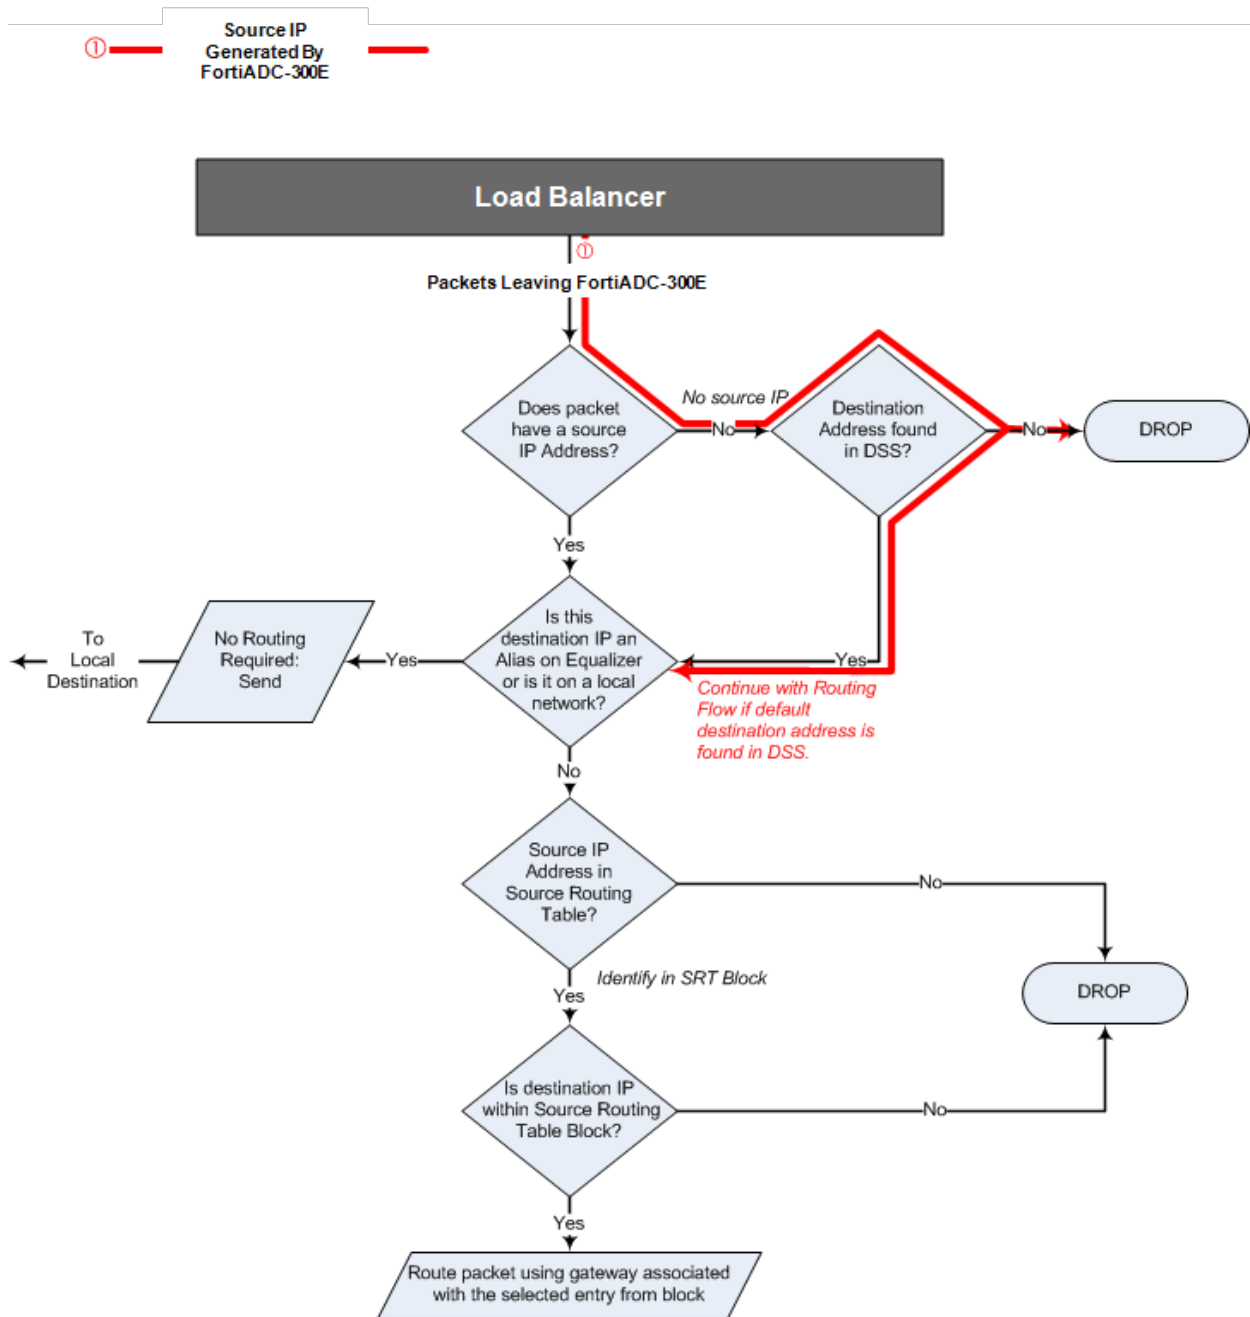 ①
Source IP
Generated By
FortiADC-300E
Load Balancer
①
Packets Leaving FortiADC-300E
Does packet
have a source
IP Address?
No source IP
No
Destination
Address found
in DSS?
No
DROP
Yes
Is this
destination IP an
Alias on Equalizer
or is it on a local
network?
Yes
No Routing
Required:
Send
To
Local
Destination
Yes
Continue with Routing
Flow if default
destination address is
found in DSS.
No
Source IP
Address in
Source Routing
Table?
No
Identify in SRT Block
Yes
DROP
Is destination IP
within Source Routing
Table Block?
No
Yes
Route packet using gateway associated
with the selected entry from block